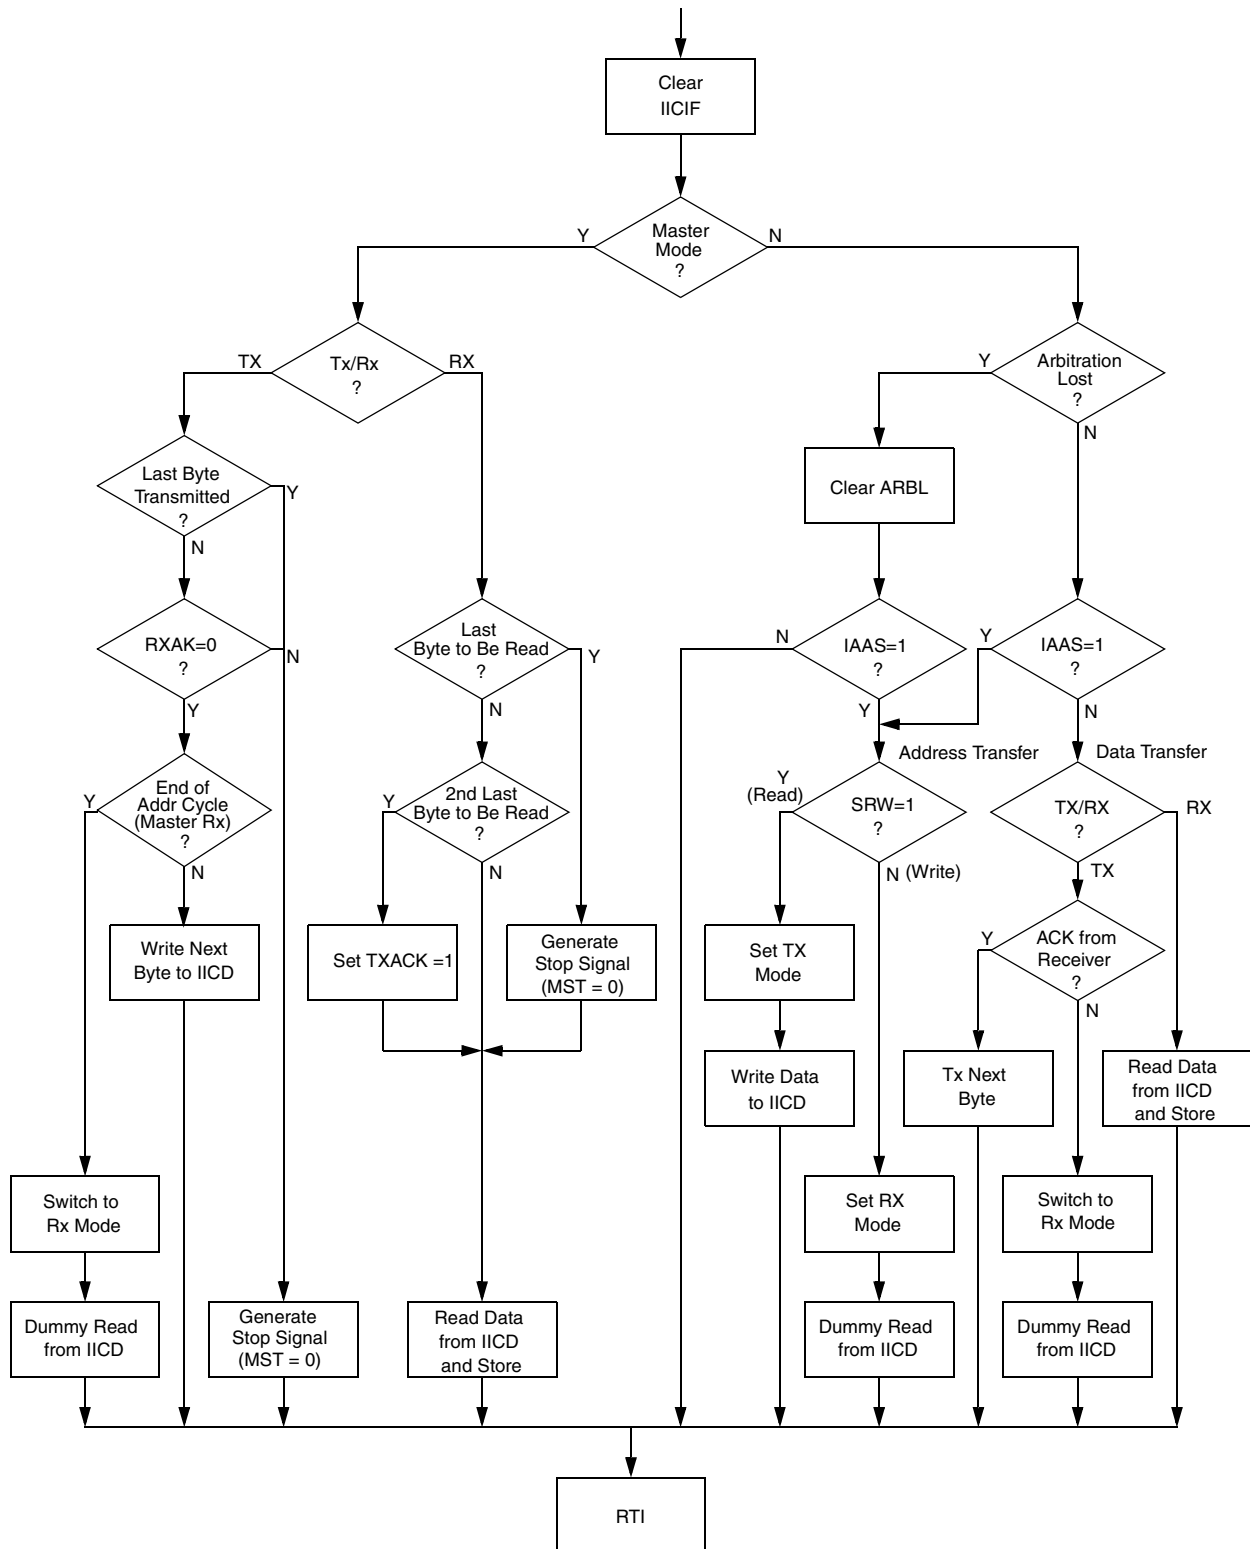 Clear
IICIF
Master
Mode
?
Y
N
Tx/Rx
?
TX
RX
Arbitration
Lost
?
Y
N
Last Byte
Transmitted
?
Y
N
Clear ARBL
RXAK=0
?
N
Y
Last
Byte to Be Read
?
Y
N
IAAS=1
?
N
Y
IAAS=1
?
Y
N
Address Transfer
Data Transfer
End of
Addr Cycle
(Master Rx)
?
Y
N
2nd Last
Byte to Be Read
?
Y
N
SRW=1
?
Y
(Read)
N (Write)
TX/RX
?
RX
TX
Write Next
Byte to IICD
Set TXACK =1
Generate
Stop Signal
(MST = 0)
Set TX
Mode
ACK from
Receiver
?
Y
N
Write Data
to IICD
Tx Next
Byte
Read Data
from IICD
and Store
Switch to
Rx Mode
Set RX
Mode
Switch to
Rx Mode
Dummy Read
from IICD
Generate
Stop Signal
(MST = 0)
Read Data
from IICD
and Store
Dummy Read
from IICD
Dummy Read
from IICD
RTI